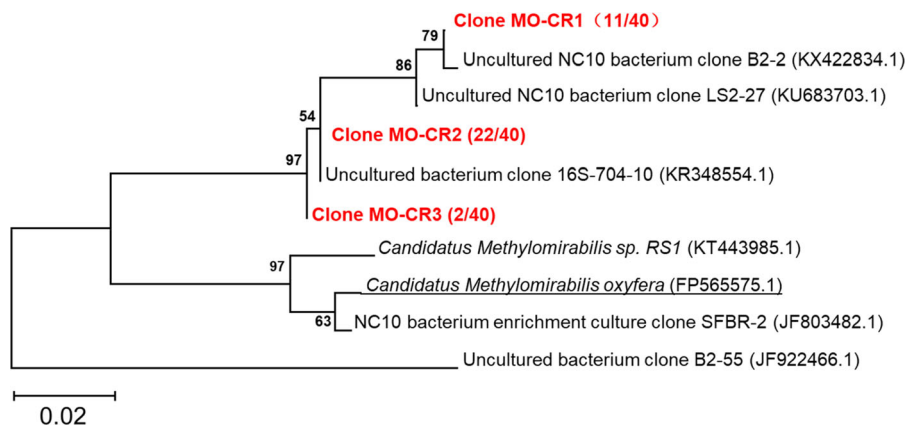 Clone MO-CR1（11/40）
79
Uncultured NC10 bacterium clone B2-2 (KX422834.1)
86
Uncultured NC10 bacterium clone LS2-27 (KU683703.1)
54
Clone MO-CR2 (22/40)
97
Uncultured bacterium clone 16S-704-10 (KR348554.1)
Clone MO-CR3 (2/40)
Candidatus Methylomirabilis sp. RS1 (KT443985.1)
97
Candidatus Methylomirabilis oxyfera (FP565575.1)
63
NC10 bacterium enrichment culture clone SFBR-2 (JF803482.1)
Uncultured bacterium clone B2-55 (JF922466.1)
0.02